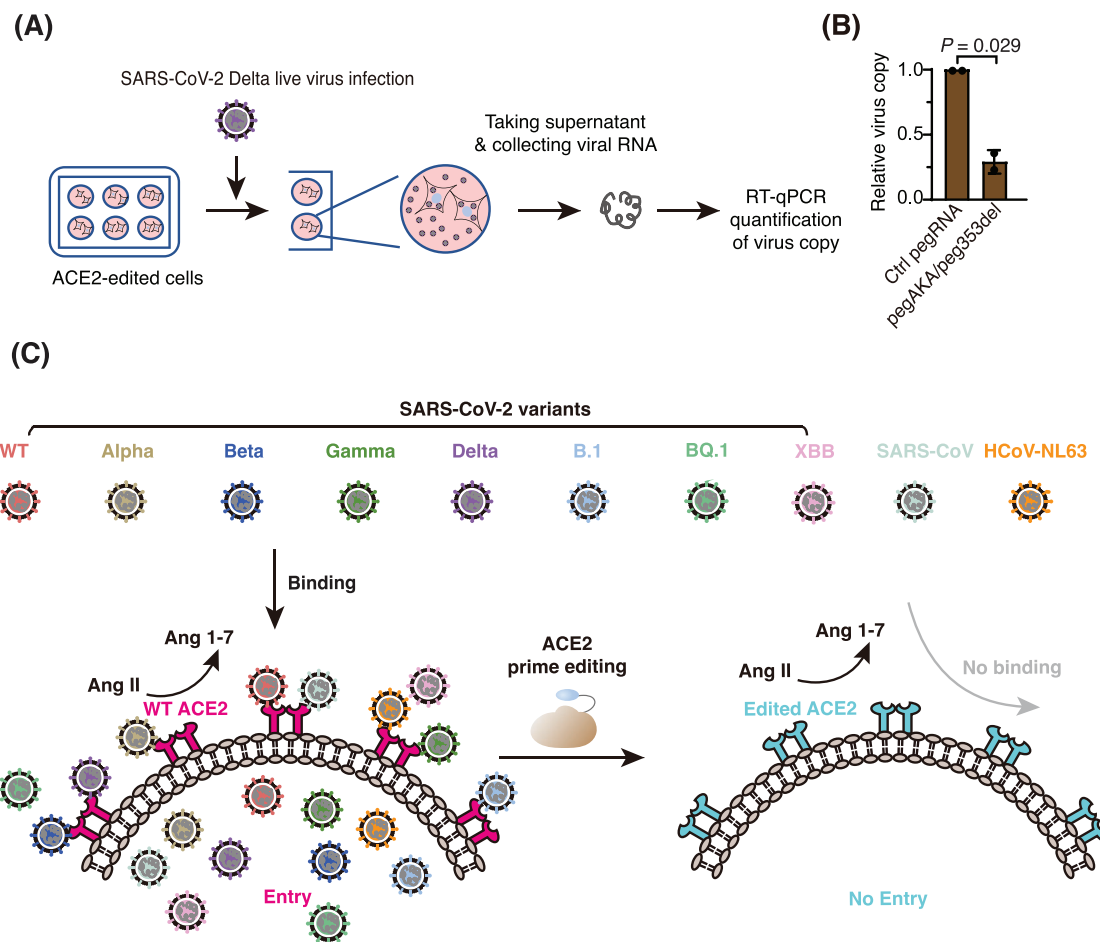 (A)
SARS-CoV-2 Delta live virus infection
ACE2-edited cells
Taking supernatant
& collecting viral RNA
RT-qPCR
quantification
of virus copy
(B)
P = 0.029
Relative virus copy
1.0
0.5
0.0
Ctrl pegRNA
pegAKA/peg353del
(C)
SARS-CoV-2 variants
WT Alpha Beta Gamma Delta B.1 BQ.1 XBB SARS-CoV HCoV-NL63
Binding
Ang 1-7
Ang II
WT ACE2
Entry
ACE2
prime editing
Ang 1-7
Ang II
No binding
Edited ACE2
No Entry